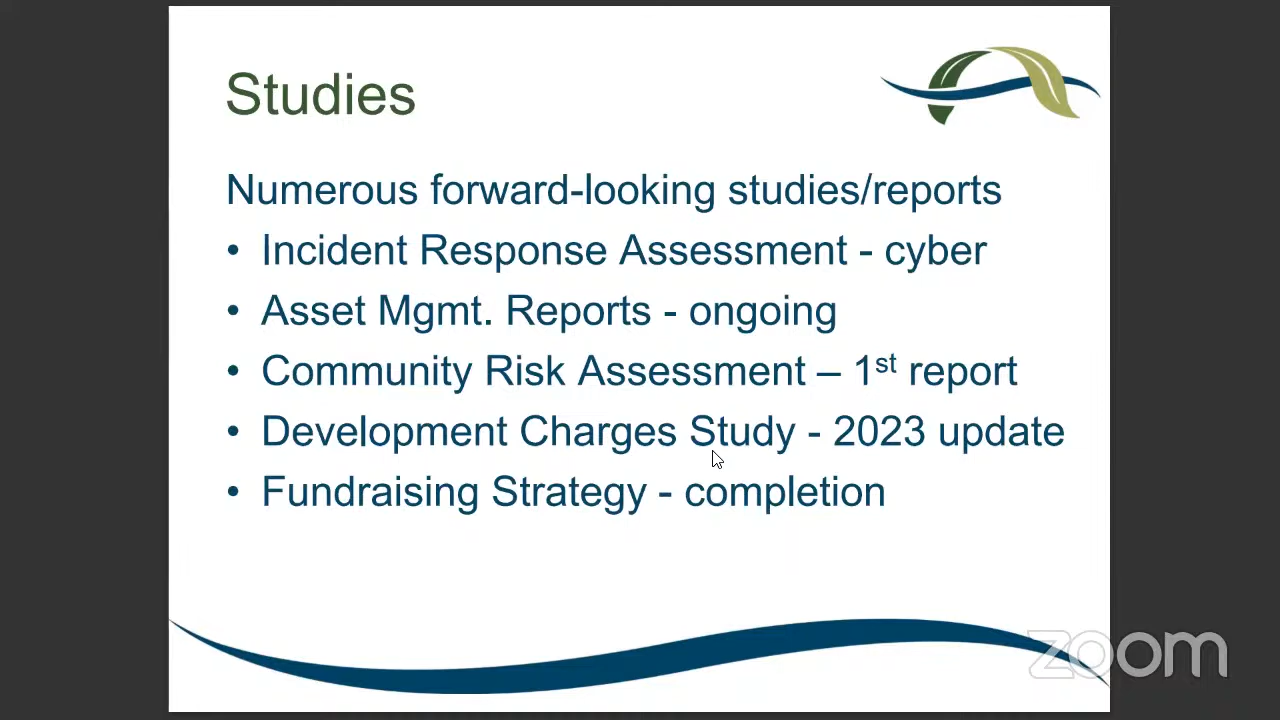 Studies
Numerous forward-looking studies/reports
• Incident Response Assessment - cyber
• Asset Mgmt. Reports - ongoing
• Community Risk Assessment – 1st report
• Development Charges Study - 2023 update
• Fundraising Strategy - completion
zoom